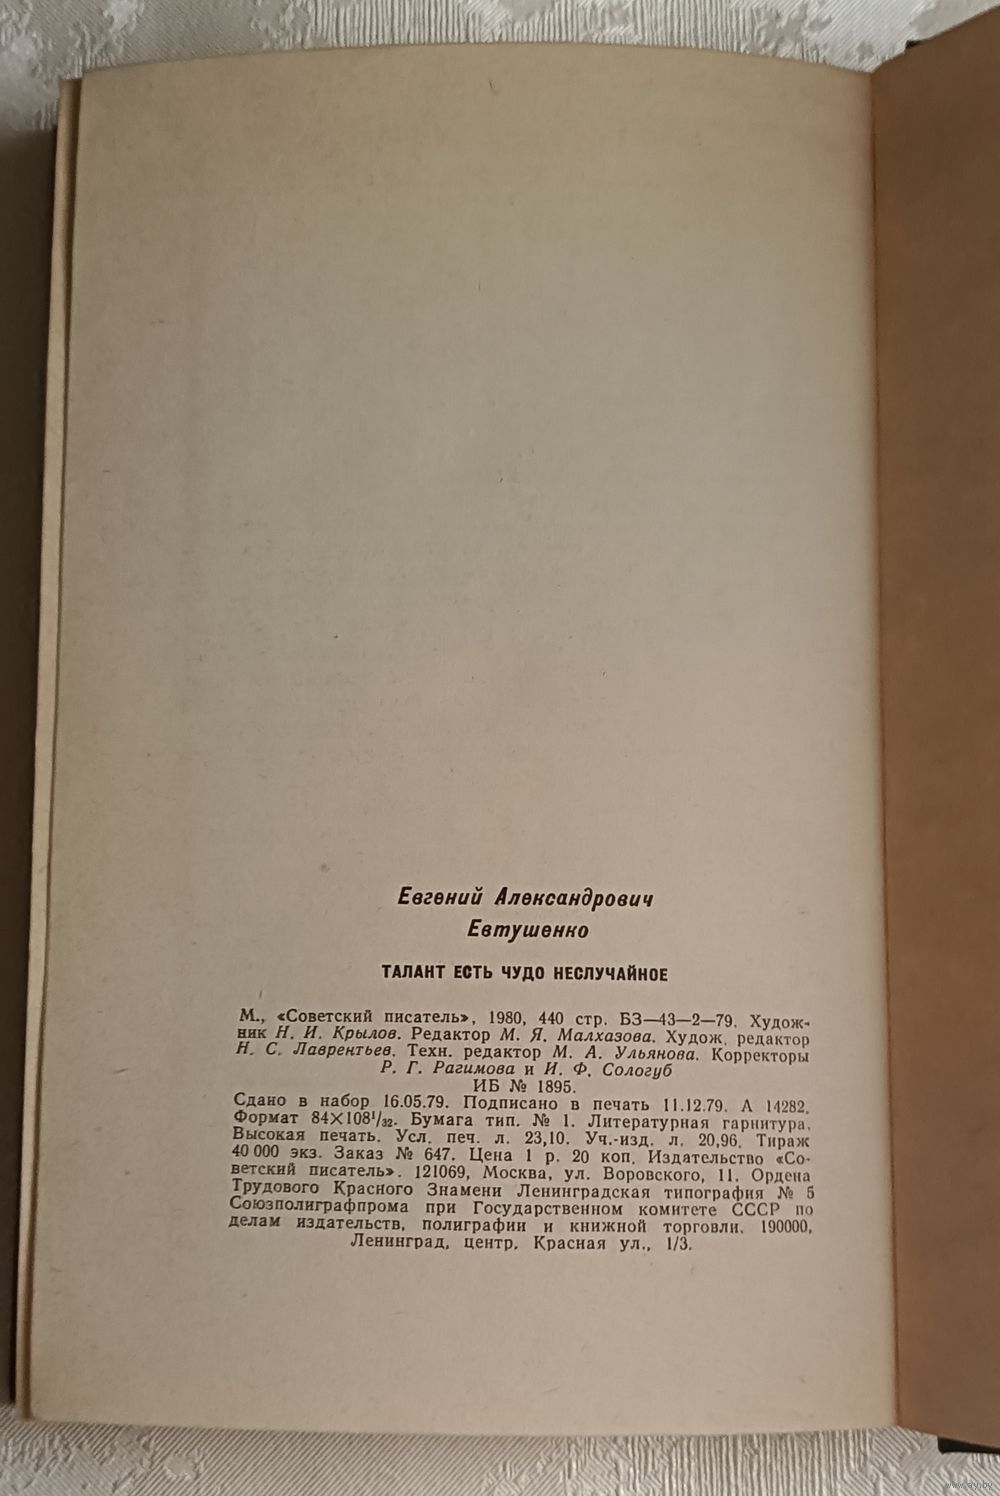 Евгений Александрович
Евтушенко
ТАЛАНТ ЕСТЬ ЧУДО НЕСЛУЧАЙНОЕ
М., «Советский писатель», 1980, 440 стр. БЗ—43—2—79. Худож-
ник Н. И. Крылов. Редактор М. Я. Малхазова. Худож. редактор
Н. С. Лаврентьев. Техн. редактор М. А. Ульянова. Корректоры
Р. Г. Рагимова и И. Ф. Сологуб
ИБ № 1895.
Сдано в набор 16.05.79. Подписано в печать 11.12.79. А 14282.
Формат 84×108¹/₃₂. Бумага тип. № 1. Литературная гарнитура.
Высокая печать. Усл. печ. л. 23,10. Уч.-изд. л. 20,96. Тираж
40 000 экз. Заказ № 647. Цена 1 р. 20 коп. Издательство «Со-
ветский писатель». 121069, Москва, ул. Воровского, 11. Ордена
Трудового Красного Знамени Ленинградская типография № 5
Союзполиграфпрома при Государственном комитете СССР по
делам издательств, полиграфии и книжной торговли. 190000,
Ленинград, центр, Красная ул., 1/3.
www.ay.by